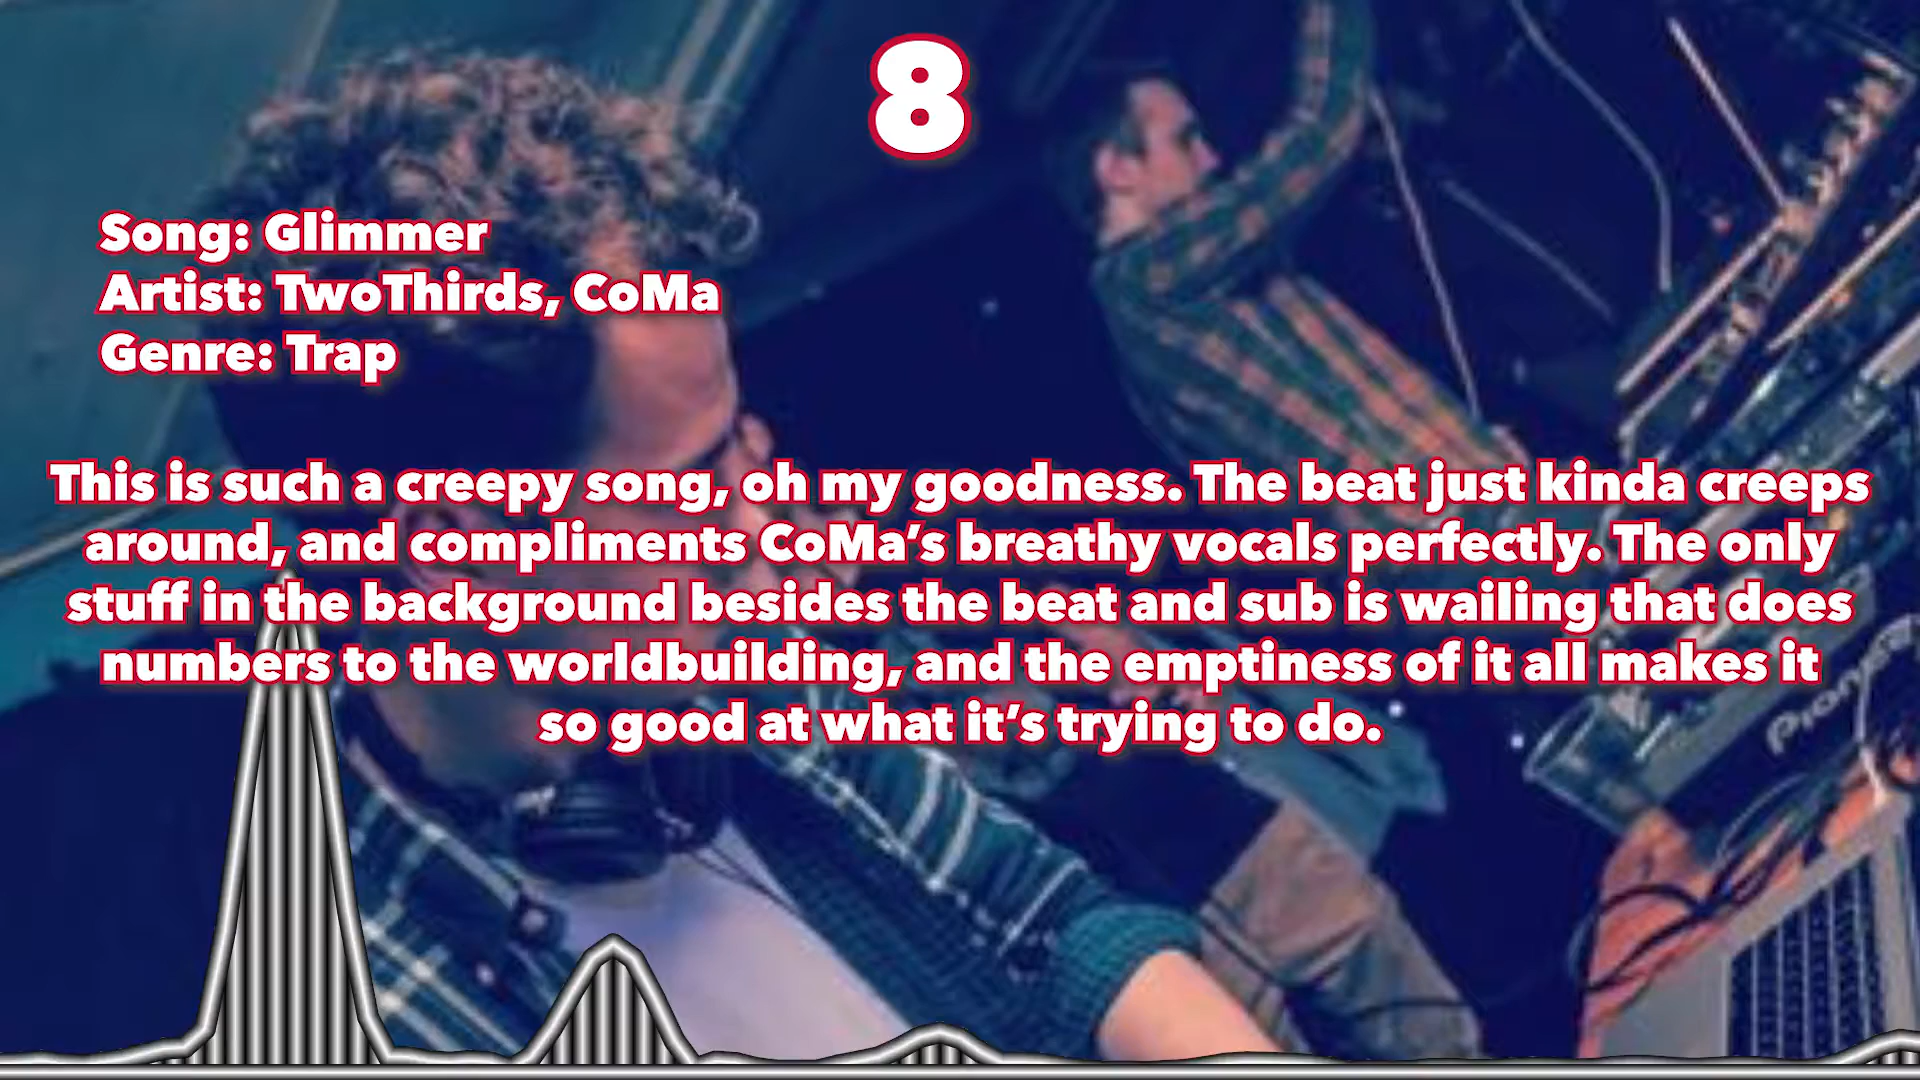 8
Song: Glimmer
Artist: TwoThirds, CoMa
Genre: Trap
This is such a creepy song, oh my goodness. The beat just kinda creeps
around, and compliments CoMa’s breathy vocals perfectly. The only
stuff in the background besides the beat and sub is wailing that does
numbers to the worldbuilding, and the emptiness of it all makes it
so good at what it’s trying to do.
Pioneer